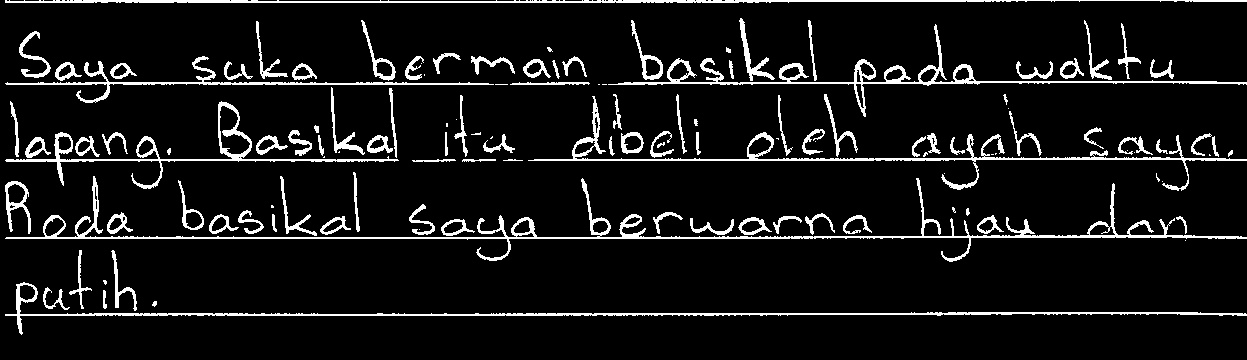 Saya suka bermain basikal pada waktu
lapang. Basikal itu dibeli oleh ayah saya.
Roda basikal saya berwarna hijau dan
putih.